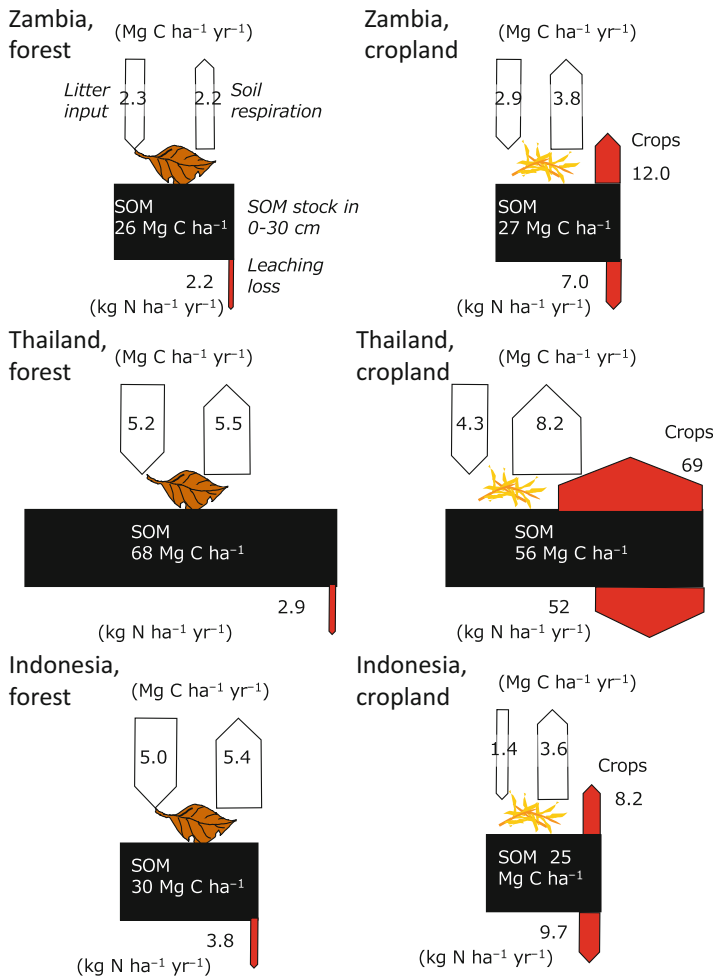 Zambia,
forest
(Mg C ha⁻¹ yr⁻¹)
Litter
input
2.3
2.2
Soil
respiration
SOM
26 Mg C ha⁻¹
SOM stock in
0-30 cm
2.2
Leaching
loss
(kg N ha⁻¹ yr⁻¹)
Zambia,
cropland
(Mg C ha⁻¹ yr⁻¹)
2.9
3.8
Crops
12.0
SOM
27 Mg C ha⁻¹
7.0
(kg N ha⁻¹ yr⁻¹)
Thailand,
forest
(Mg C ha⁻¹ yr⁻¹)
5.2
5.5
SOM
68 Mg C ha⁻¹
2.9
(kg N ha⁻¹ yr⁻¹)
Thailand,
cropland
(Mg C ha⁻¹ yr⁻¹)
4.3
8.2
Crops
69
SOM
56 Mg C ha⁻¹
52
(kg N ha⁻¹ yr⁻¹)
Indonesia,
forest
(Mg C ha⁻¹ yr⁻¹)
5.0
5.4
SOM
30 Mg C ha⁻¹
3.8
(kg N ha⁻¹ yr⁻¹)
Indonesia,
cropland
(Mg C ha⁻¹ yr⁻¹)
1.4
3.6
Crops
8.2
SOM 25
Mg C ha⁻¹
9.7
(kg N ha⁻¹ yr⁻¹)